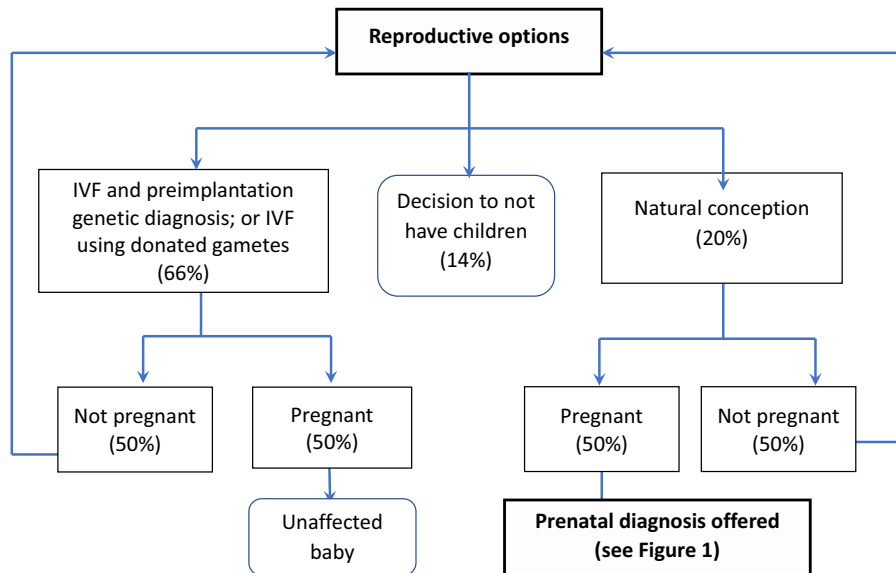 Reproductive options
IVF and preimplantation
genetic diagnosis; or IVF
using donated gametes
(66%)
Decision to not
have children
(14%)
Natural conception
(20%)
Not pregnant
(50%)
Pregnant
(50%)
Pregnant
(50%)
Not pregnant
(50%)
Unaffected
baby
Prenatal diagnosis offered
(see Figure 1)